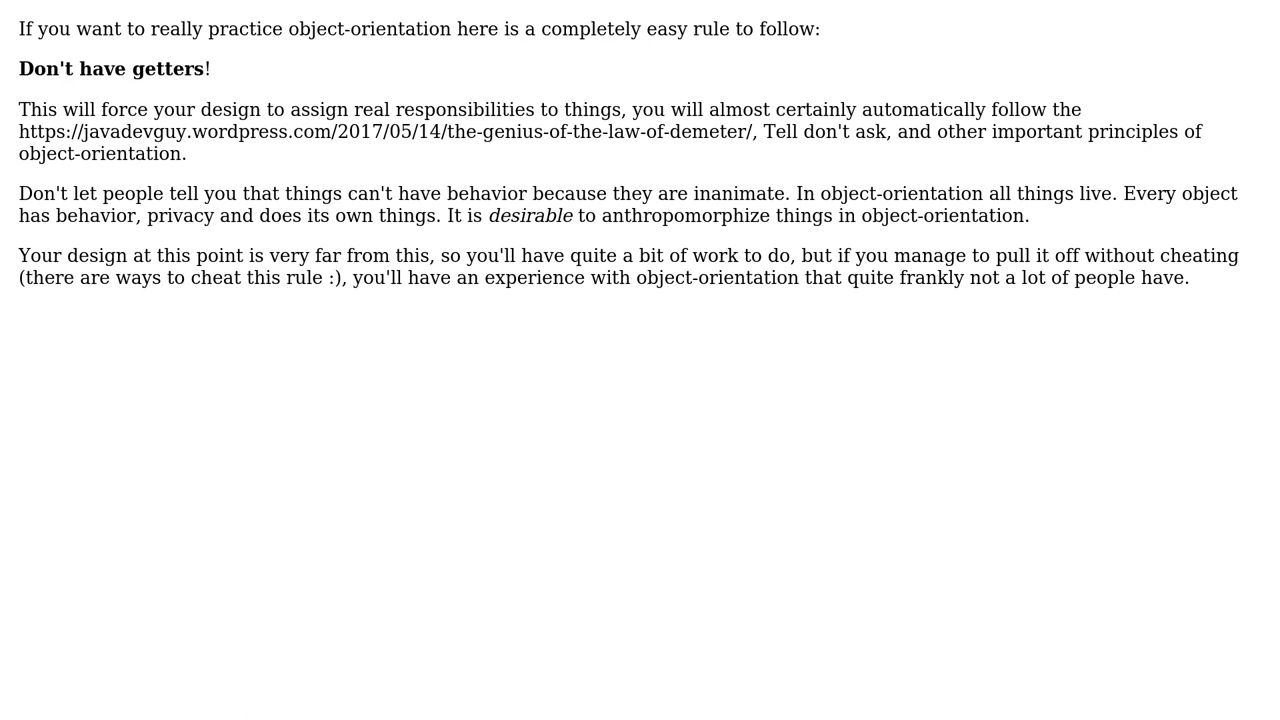 If you want to really practice object-orientation here is a completely easy rule to follow:
Don't have getters!
This will force your design to assign real responsibilities to things, you will almost certainly automatically follow the
https://javadevguy.wordpress.com/2017/05/14/the-genius-of-the-law-of-demeter/, Tell don't ask, and other important principles of
object-orientation.
Don't let people tell you that things can't have behavior because they are inanimate. In object-orientation all things live. Every object
has behavior, privacy and does its own things. It is desirable to anthropomorphize things in object-orientation.
Your design at this point is very far from this, so you'll have quite a bit of work to do, but if you manage to pull it off without cheating
(there are ways to cheat this rule :), you'll have an experience with object-orientation that quite frankly not a lot of people have.